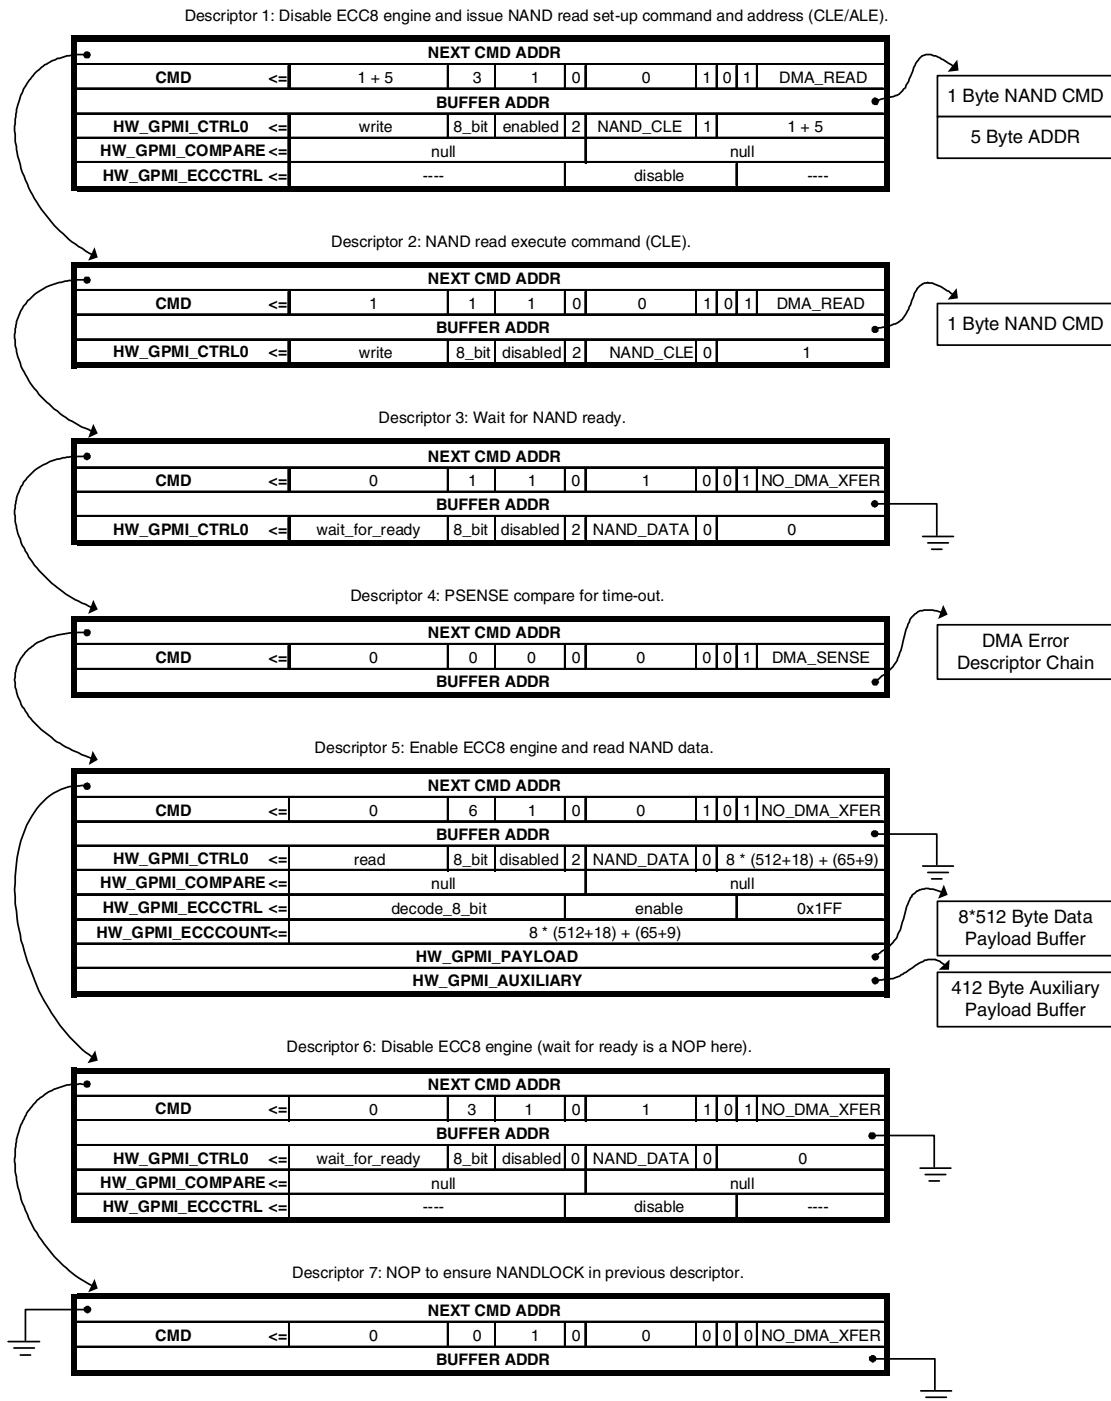 Descriptor 1: Disable ECC8 engine and issue NAND read set-up command and address (CLE/ALE).
NEXT CMD ADDR
CMD <= 1 + 5 3 1 0 0 1 0 1 DMA_READ
BUFFER ADDR
HW_GPMI_CTRL0 <= write 8_bit enabled 2 NAND_CLE 1 1 + 5
HW_GPMI_COMPARE <= null null
HW_GPMI_ECCCTRL <= ---- disable ----
1 Byte NAND CMD
5 Byte ADDR
Descriptor 2: NAND read execute command (CLE).
NEXT CMD ADDR
CMD <= 1 1 1 0 0 1 0 1 DMA_READ
BUFFER ADDR
HW_GPMI_CTRL0 <= write 8_bit disabled 2 NAND_CLE 0 1
1 Byte NAND CMD
Descriptor 3: Wait for NAND ready.
NEXT CMD ADDR
CMD <= 0 1 1 0 1 0 0 1 NO_DMA_XFER
BUFFER ADDR
HW_GPMI_CTRL0 <= wait_for_ready 8_bit disabled 2 NAND_DATA 0 0
Descriptor 4: PSENSE compare for time-out.
NEXT CMD ADDR
CMD <= 0 0 0 0 0 0 0 1 DMA_SENSE
BUFFER ADDR
DMA Error
Descriptor Chain
Descriptor 5: Enable ECC8 engine and read NAND data.
NEXT CMD ADDR
CMD <= 0 6 1 0 0 1 0 1 NO_DMA_XFER
BUFFER ADDR
HW_GPMI_CTRL0 <= read 8_bit disabled 2 NAND_DATA 0 8 * (512+18) + (65+9)
HW_GPMI_COMPARE <= null null
HW_GPMI_ECCCTRL <= decode_8_bit enable 0x1FF
HW_GPMI_ECCCOUNT<= 8 * (512+18) + (65+9)
HW_GPMI_PAYLOAD
HW_GPMI_AUXILIARY
8*512 Byte Data
Payload Buffer
412 Byte Auxiliary
Payload Buffer
Descriptor 6: Disable ECC8 engine (wait for ready is a NOP here).
NEXT CMD ADDR
CMD <= 0 3 1 0 1 1 0 1 NO_DMA_XFER
BUFFER ADDR
HW_GPMI_CTRL0 <= wait_for_ready 8_bit disabled 0 NAND_DATA 0 0
HW_GPMI_COMPARE <= null null
HW_GPMI_ECCCTRL <= ---- disable ----
Descriptor 7: NOP to ensure NANDLOCK in previous descriptor.
NEXT CMD ADDR
CMD <= 0 0 1 0 0 0 0 0 NO_DMA_XFER
BUFFER ADDR